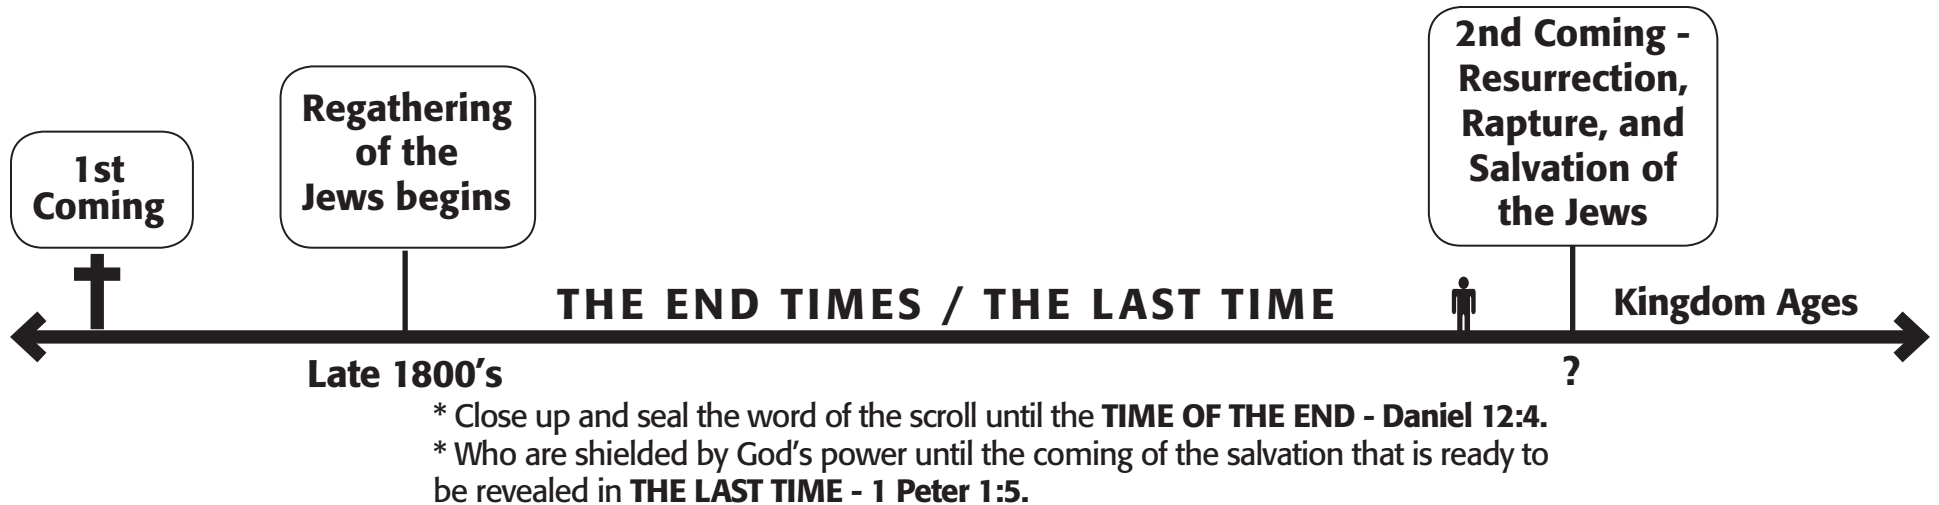 1st
Coming
Regathering
of the
Jews begins
2nd Coming -
Resurrection,
Rapture, and
Salvation of
the Jews
THE END TIMES / THE LAST TIME
Kingdom Ages
Late 1800's
?
* Close up and seal the word of the scroll until the TIME OF THE END - Daniel 12:4.
* Who are shielded by God's power until the coming of the salvation that is ready to
be revealed in THE LAST TIME - 1 Peter 1:5.